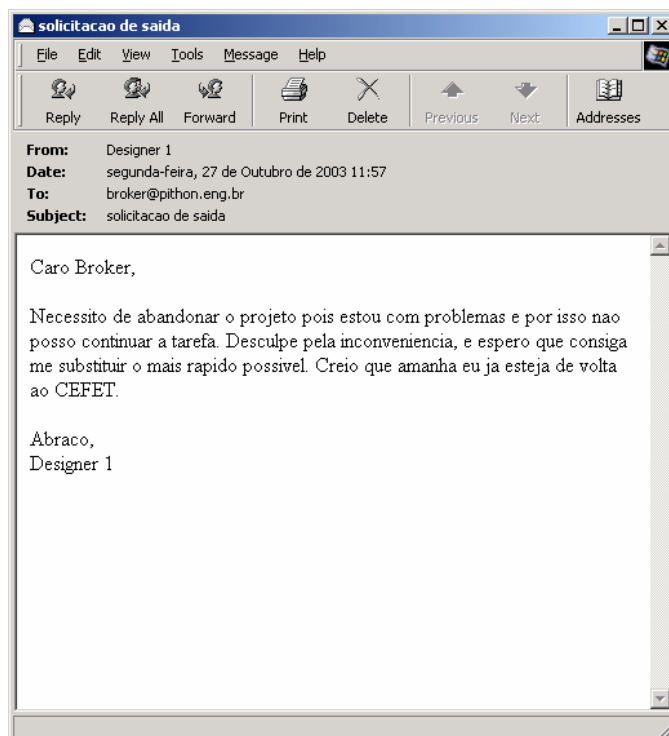 solicitacao de saida
File Edit View Tools Message Help
Reply Reply All Forward Print Delete Previous Next Addresses
From: Designer 1
Date: segunda-feira, 27 de Outubro de 2003 11:57
To: broker@pithon.eng.br
Subject: solicitacao de saida
Caro Broker,
Necessito de abandonar o projeto pois estou com problemas e por isso nao
posso continuar a tarefa. Desculpe pela inconveniencia, e espero que consiga
me substituir o mais rapido possivel. Creio que amanha eu ja esteja de volta
ao CEFET.
Abraco,
Designer 1